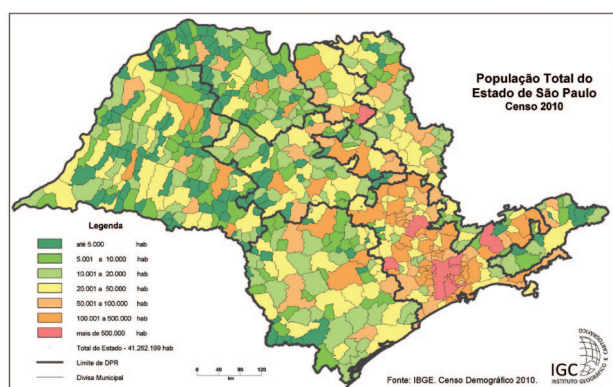 População Total do
Estado de São Paulo
Censo 2010
Legenda
até 5.000 hab
5.001 a 10.000 hab
10.001 a 20.000 hab
20.001 a 50.000 hab
50.001 a 100.000 hab
100.001 a 500.000 hab
mais de 500.000 hab
Total do Estado - 41.262.199 hab
Limite de DPR
Divisa Municipal
40 0 40 80 120
km
Fonte: IBGE. Censo Demográfico 2010.
IGC
INSTITUTO GEOGRÁFICO E CARTOGRÁFICO